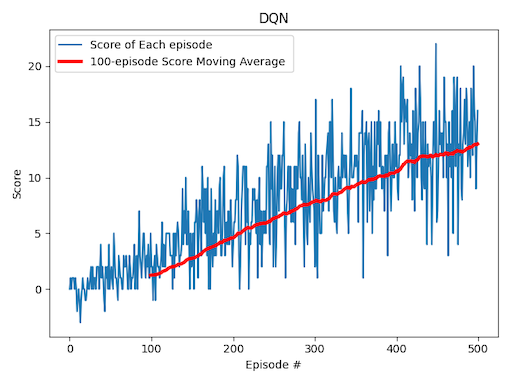 DQN
Score of Each episode
100-episode Score Moving Average
20
15
10
5
0
Score
0 100 200 300 400 500
Episode #